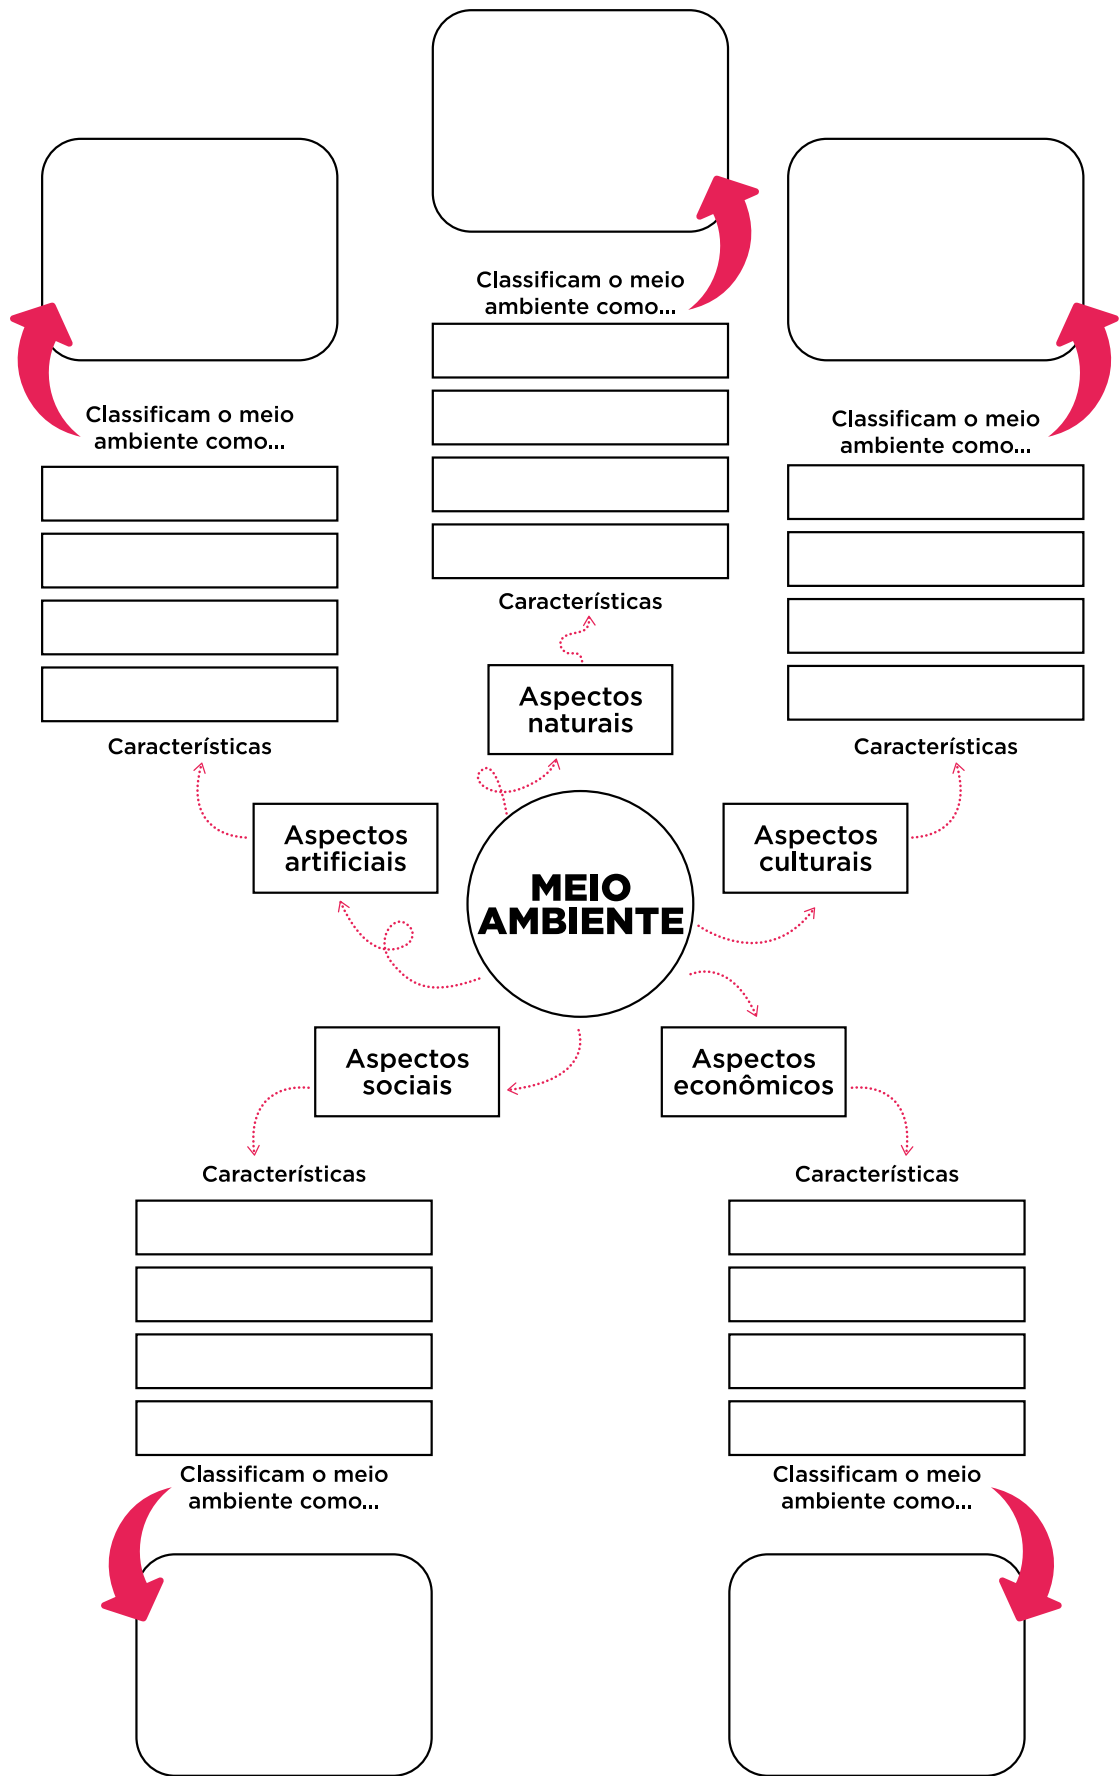 Classificam o meio
ambiente como...
Classificam o meio
ambiente como...
Classificam o meio
ambiente como...
Características
Aspectos
naturais
Características
Características
Aspectos
artificiais
Aspectos
culturais
MEIO
AMBIENTE
Aspectos
sociais
Aspectos
econômicos
Características
Características
Classificam o meio
ambiente como...
Classificam o meio
ambiente como...